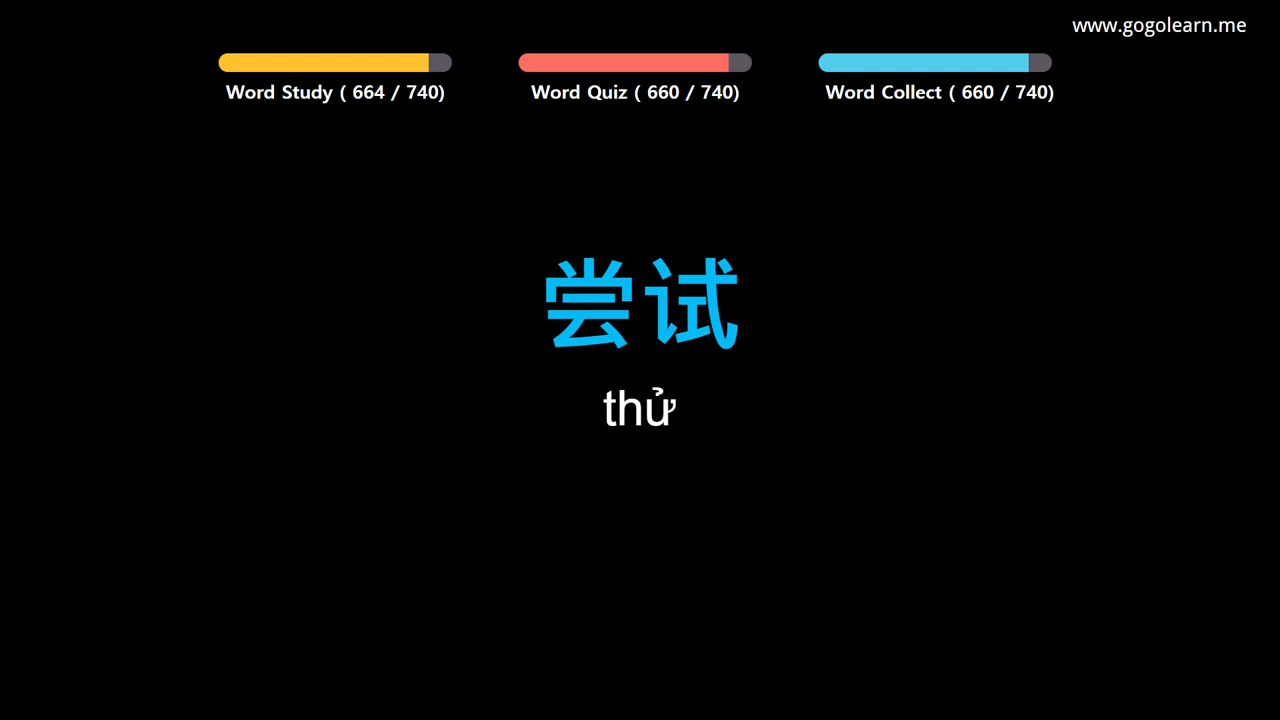 www.gogolearn.me
Word Study ( 664 / 740)
Word Quiz ( 660 / 740)
Word Collect ( 660 / 740)
尝试
thử